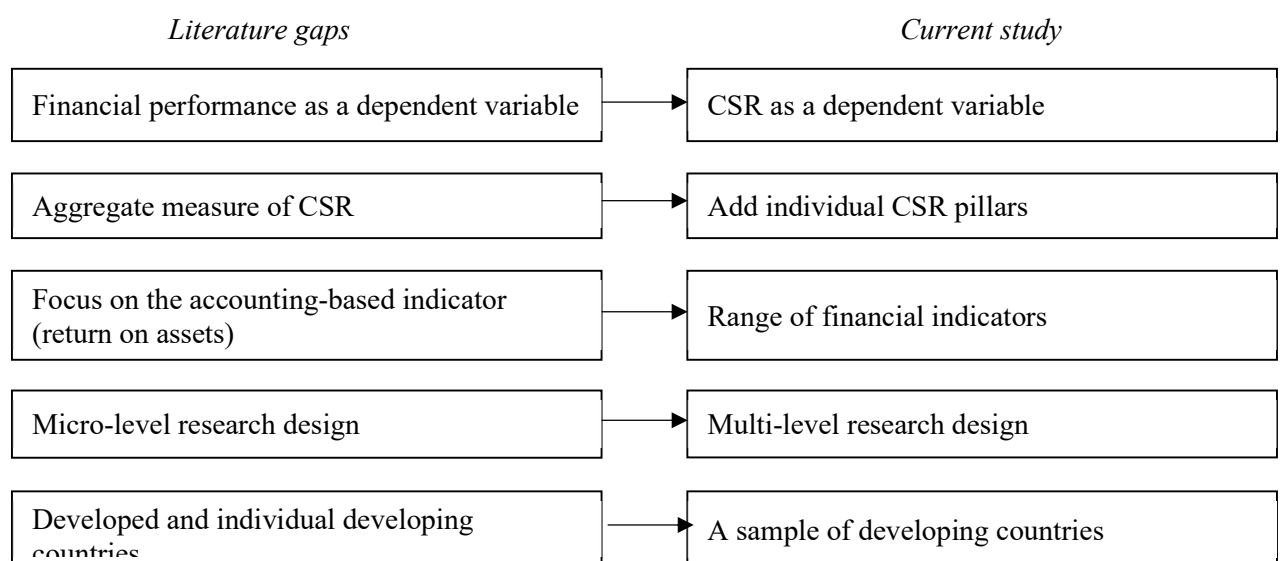 Literature gaps
Current study
Financial performance as a dependent variable
CSR as a dependent variable
Aggregate measure of CSR
Add individual CSR pillars
Focus on the accounting-based indicator
(return on assets)
Range of financial indicators
Micro-level research design
Multi-level research design
Developed and individual developing
countries
A sample of developing countries